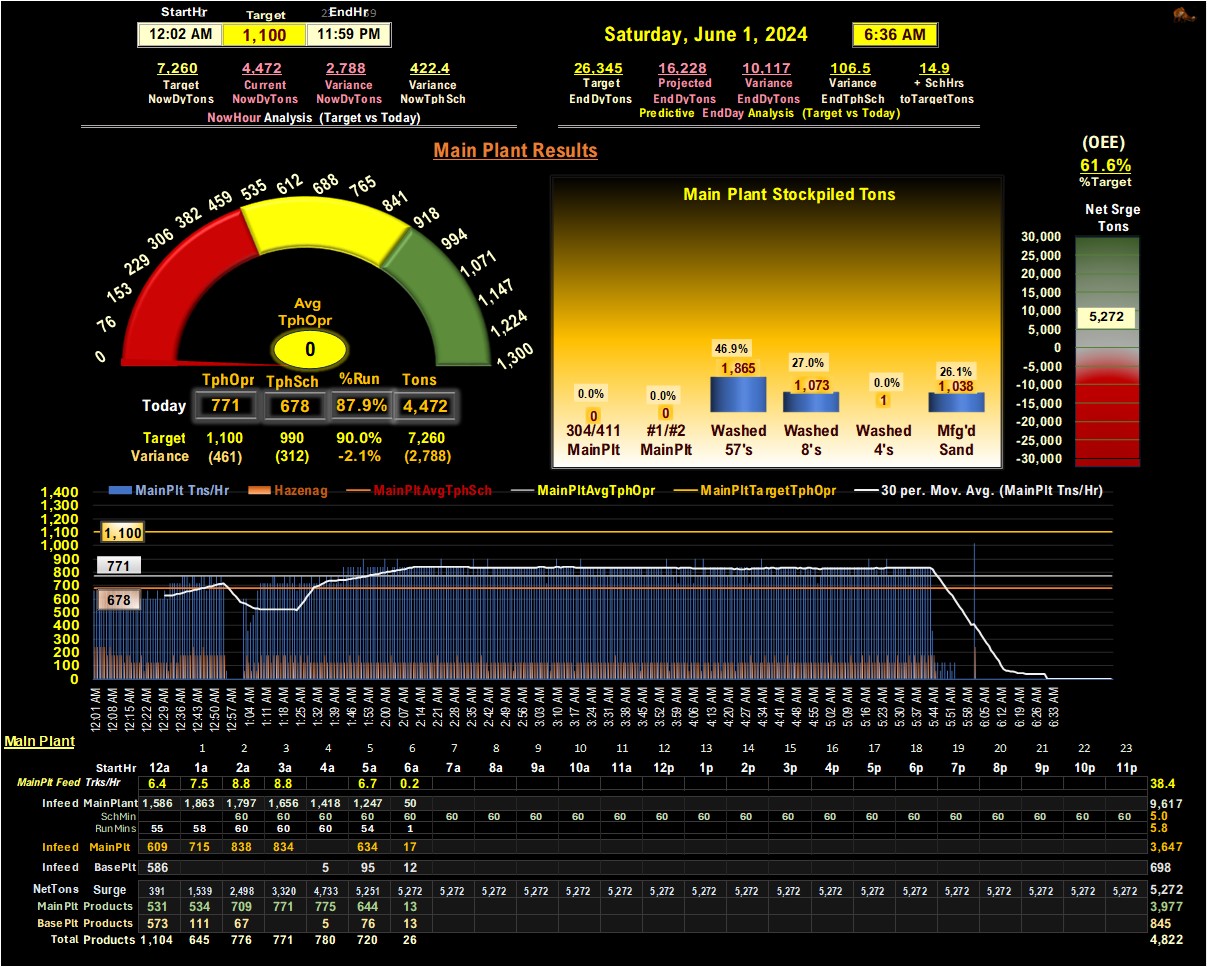 StartHr Target EndHr
12:02 AM 1,100 11:59 PM
Saturday, June 1, 2024 6:36 AM
7,260 4,472 2,788 422.4
Target Current Variance Variance
NowDyTons NowDyTons NowDyTons NowTphSch
NowHour Analysis (Target vs Today)
26,345 16,228 10,117 106.5 14.9
Target Projected Variance Variance + SchHrs
EndDyTons EndDyTons EndDyTons EndTphSch toTargetTons
Predictive EndDay Analysis (Target vs Today)
Main Plant Results
(OEE)
61.6%
%Target
0 76 153 229 306 382 459 535 612 688 765 841 918 994 1,071 1,147 1,224 1,300
Avg
TphOpr
0
TphOpr TphSch %Run Tons
Today 771 678 87.9% 4,472
Target 1,100 990 90.0% 7,260
Variance (461) (312) -2.1% (2,788)
Main Plant Stockpiled Tons
0.0% 0.0% 46.9% 27.0% 0.0% 26.1%
0 0 1,865 1,073 1 1,038
304/411 #1/#2 Washed Washed Washed Mfg'd
MainPlt MainPlt 57's 8's 4's Sand
Net Srge
Tons
30,000
25,000
20,000
15,000
10,000
5,000
0
-5,000
-10,000
-15,000
-20,000
-25,000
-30,000
5,272
MainPlt Tns/Hr Hazenag MainPltAvgTphSch MainPltAvgTphOpr MainPltTargetTphOpr 30 per. Mov. Avg. (MainPlt Tns/Hr)
1,400
1,300
1,200
1,100
1,000
900
800
700
600
500
400
300
200
100
0
1,100
771
678
12:01 AM 12:08 AM 12:15 AM 12:22 AM 12:29 AM 12:36 AM 12:43 AM 12:50 AM 12:57 AM 1:04 AM 1:11 AM 1:18 AM 1:25 AM 1:32 AM 1:39 AM 1:46 AM 1:53 AM 2:00 AM 2:07 AM 2:14 AM 2:21 AM 2:28 AM 2:35 AM 2:42 AM 2:49 AM 2:56 AM 3:03 AM 3:10 AM 3:17 AM 3:24 AM 3:31 AM 3:38 AM 3:45 AM 3:52 AM 3:59 AM 4:06 AM 4:13 AM 4:20 AM 4:27 AM 4:34 AM 4:41 AM 4:48 AM 4:55 AM 5:02 AM 5:09 AM 5:16 AM 5:23 AM 5:30 AM 5:37 AM 5:44 AM 5:51 AM 5:58 AM 6:05 AM 6:12 AM 6:19 AM 6:26 AM 6:33 AM
Main Plant
1 2 3 4 5 6 7 8 9 10 11 12 13 14 15 16 17 18 19 20 21 22 23
StartHr 12a 1a 2a 3a 4a 5a 6a 7a 8a 9a 10a 11a 12p 1p 2p 3p 4p 5p 6p 7p 8p 9p 10p 11p
MainPlt Feed Trks/Hr 6.4 7.5 8.8 8.8 6.7 0.2 38.4
Infeed MainPlant 1,586 1,863 1,797 1,656 1,418 1,247 50 9,617
SchMin 60 60 60 60 60 60 60 60 60 60 60 60 60 60 60 60 60 60 60 60 60 60 5.0
RunMins 55 58 60 60 60 54 1 5.8
Infeed MainPlt 609 715 838 834 634 17 3,647
Infeed BasePlt 586 5 95 12 698
NetTons Surge 391 1,539 2,498 3,320 4,733 5,251 5,272 5,272 5,272 5,272 5,272 5,272 5,272 5,272 5,272 5,272 5,272 5,272 5,272 5,272 5,272 5,272 5,272 5,272 5,272
MainPlt Products 531 534 709 771 775 644 13 3,977
BasePlt Products 573 111 67 5 76 13 845
Total Products 1,104 645 776 771 780 720 26 4,822